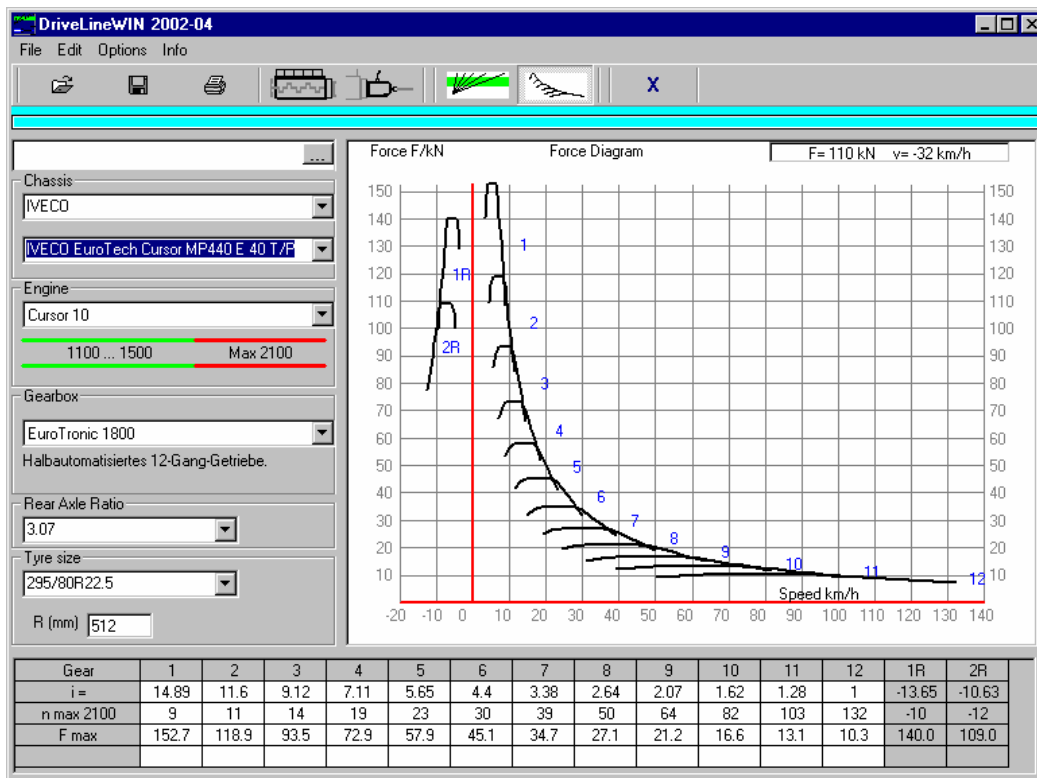 DriveLineWIN 2002-04
File Edit Options Info
X
...
Chassis
IVECO
IVECO EuroTech Cursor MP440 E 40 T/P
Engine
Cursor 10
1100 ... 1500 Max 2100
Gearbox
EuroTronic 1800
Halbautomatisiertes 12-Gang-Getriebe.
Rear Axle Ratio
3.07
Tyre size
295/80R22.5
R (mm) 512
Force F/kN Force Diagram F= 110 kN v= -32 km/h
150 150
140 140
130 1 130
120 1R 120
110 110
100 2 100
90 2R 90
80 3 80
70 70
60 4 60
50 5 50
40 6 40
30 7 30
20 8 9 20
10 10 11 12 10
Speed km/h
-20 -10 0 10 20 30 40 50 60 70 80 90 100 110 120 130 140
Gear 1 2 3 4 5 6 7 8 9 10 11 12 1R 2R
i = 14.89 11.6 9.12 7.11 5.65 4.4 3.38 2.64 2.07 1.62 1.28 1 -13.65 -10.63
n max 2100 9 11 14 19 23 30 39 50 64 82 103 132 -10 -12
F max 152.7 118.9 93.5 72.9 57.9 45.1 34.7 27.1 21.2 16.6 13.1 10.3 140.0 109.0